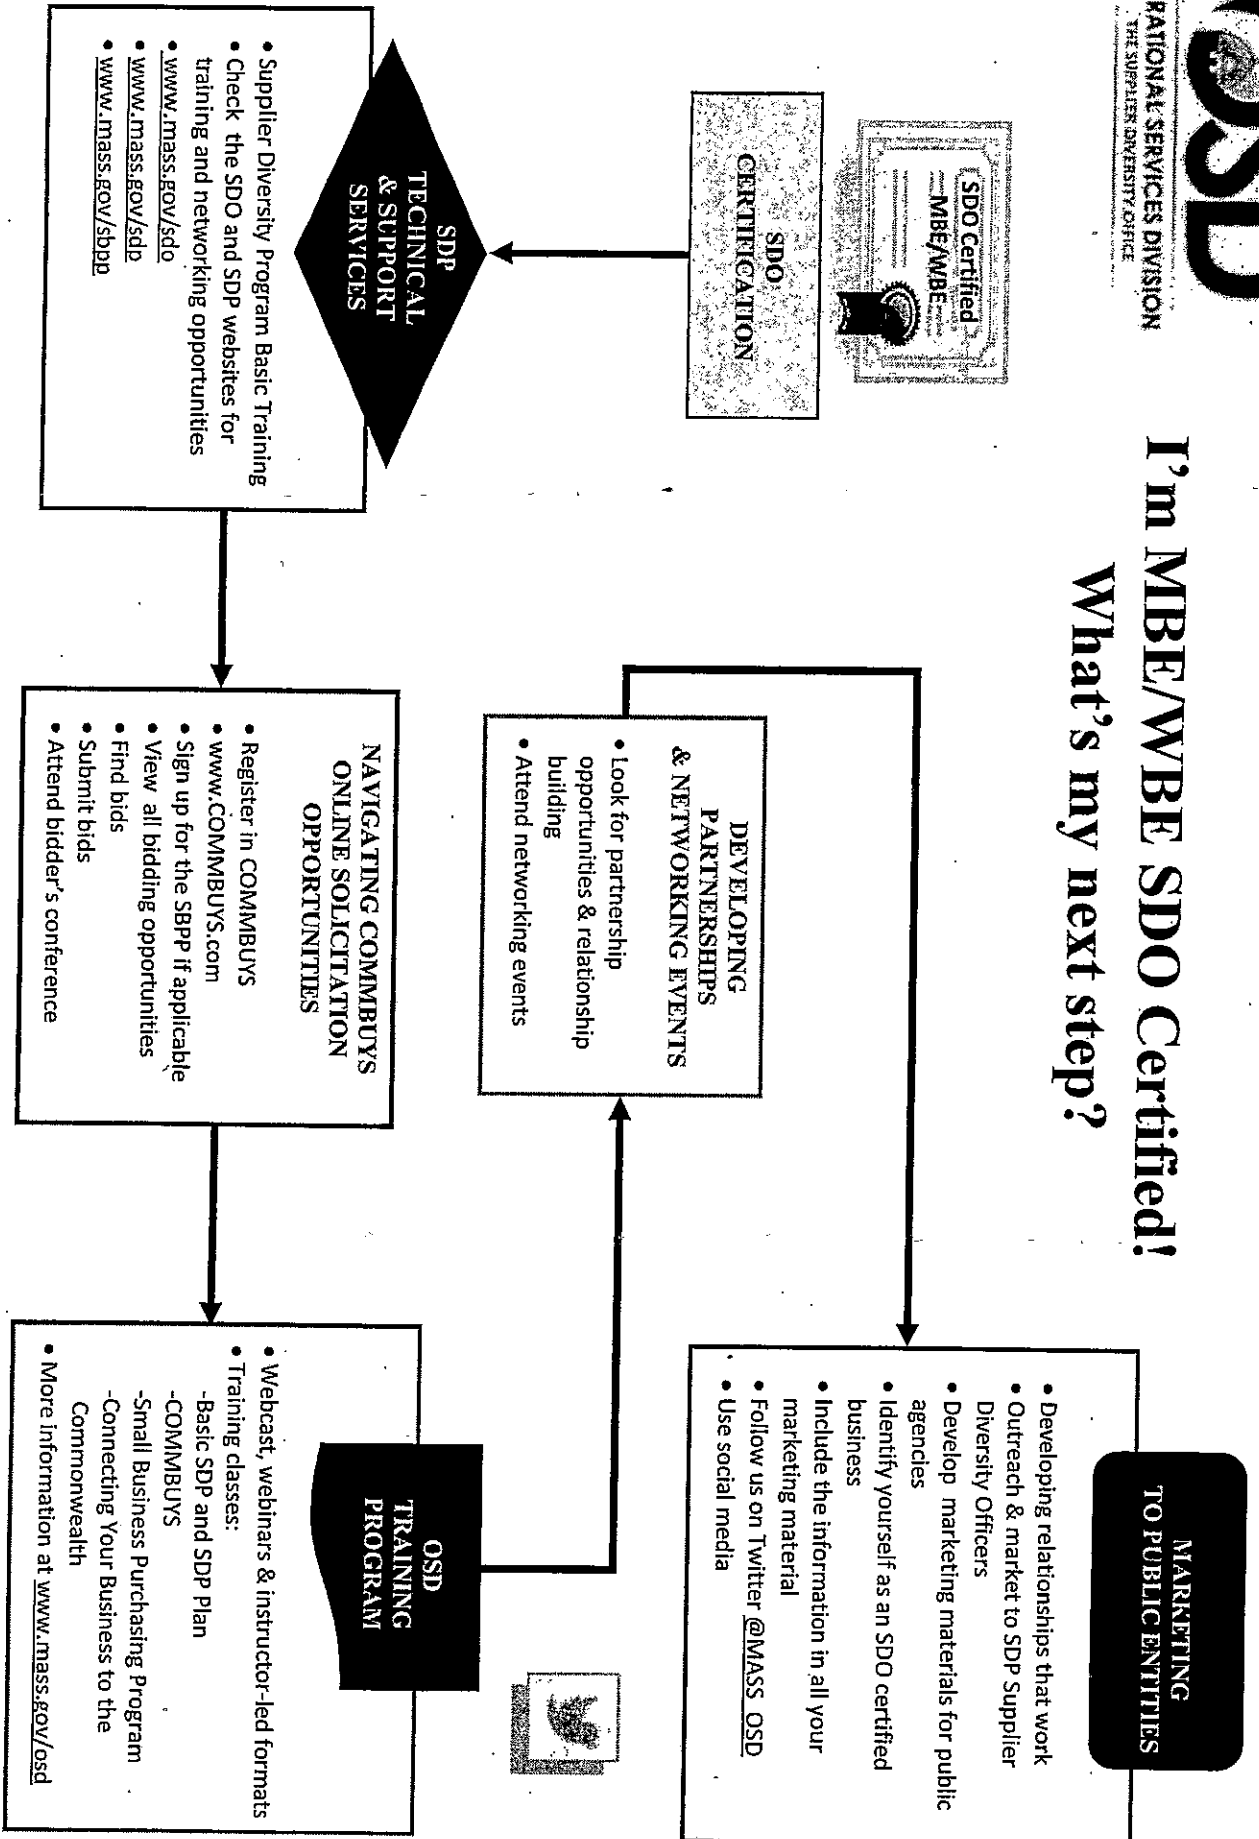 OSD
RATIONAL SERVICES DIVISION
THE SUPPLIER DIVERSITY OFFICE
I'm MBE/WBE SDO Certified!
What's my next step?
SDO Certified
MBE/WBE
SDO
CERTIFICATION
SDP
TECHNICAL
& SUPPORT
SERVICES
• Supplier Diversity Program Basic Training
• Check the SDO and SDP websites for
training and networking opportunities
• www.mass.gov/sdo
• www.mass.gov/sdp
• www.mass.gov/sbpp
NAVIGATING COMMBUYS
ONLINE SOLICITATION
OPPORTUNITIES
• Register in COMMBUYS
• www.COMMBUYS.com
• Sign up for the SBPP if applicable
• View all bidding opportunities
• Find bids
• Submit bids
• Attend bidder's conference
OSD
TRAINING
PROGRAM
• Webcast, webinars & instructor-led formats
• Training classes:
-Basic SDP and SDP Plan
-COMMBUYS
-Small Business Purchasing Program
-Connecting Your Business to the
Commonwealth
• More information at www.mass.gov/osd
DEVELOPING
PARTNERSHIPS
& NETWORKING EVENTS
• Look for partnership
opportunities & relationship
building
• Attend networking events
MARKETING
TO PUBLIC ENTITIES
• Developing relationships that work
• Outreach & market to SDP Supplier
Diversity Officers
• Develop marketing materials for public
agencies
• Identify yourself as an SDO certified
business
• Include the information in all your
marketing material
• Follow us on Twitter @MASS_OSD
• Use social media